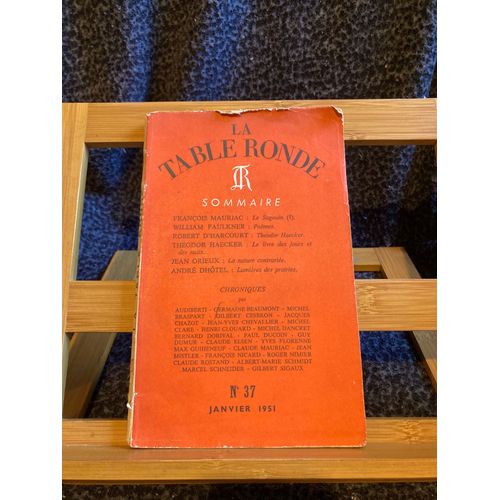 LA
TABLE RONDE
TR
SOMMAIRE
FRANÇOIS MAURIAC : Le Sagouin (I).
WILLIAM FAULKNER : Poèmes.
ROBERT D'HARCOURT : Theodor Haecker.
THEODOR HAECKER : Le livre des jours et
des nuits.
JEAN ORIEUX : La nature contrariée.
ANDRÉ DHÔTEL : Lumières des prairies.
CHRONIQUES
par
AUDIBERTI - GERMAINE BEAUMONT - MICHEL
BRASPART - GILBERT CESBRON - JACQUES
CHAZOT - JEAN-YVES CHEVALLIER - MICHEL
CLARE - HENRI CLOUARD - MICHEL DANCRET
BERNARD DORIVAL - PAUL DUCOIN - GUY
DUMUR - CLAUDE ELSEN - YVES FLORENNE
MAX GUIHENEUF - CLAUDE MAURIAC - JEAN
MISTLER - FRANÇOIS NICARD - ROGER NIMIER
CLAUDE ROSTAND - ALBERT-MARIE SCHMIDT
MARCEL SCHNEIDER - GILBERT SIGAUX
N° 37
JANVIER 1951